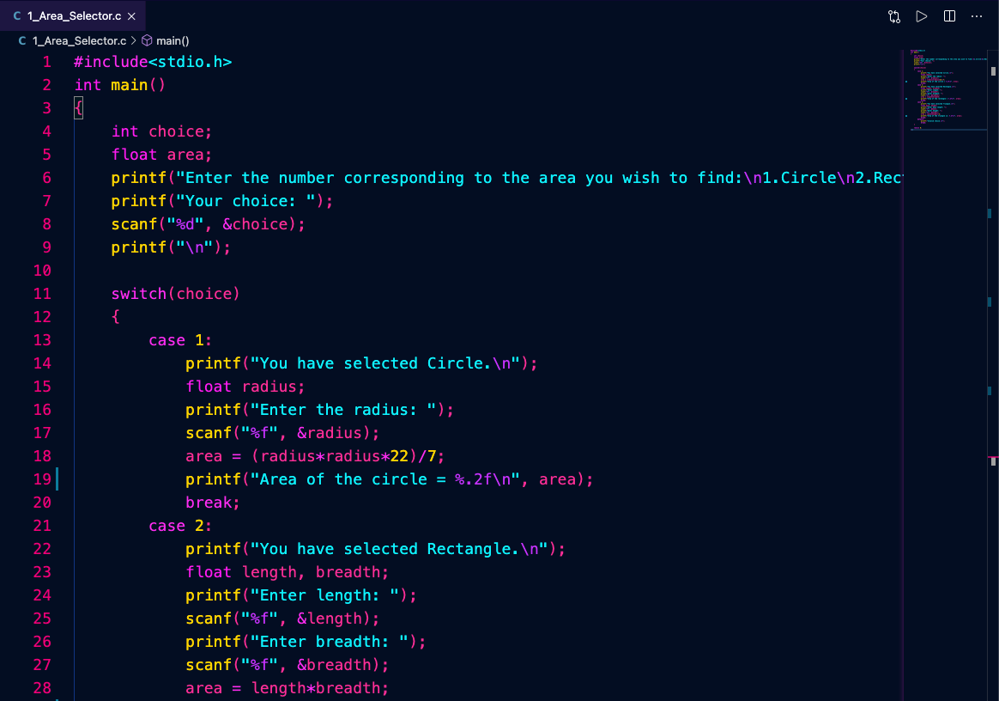 C 1_Area_Selector.c ×
C 1_Area_Selector.c > main()
1 #include<stdio.h>
2 int main()
3 {
4 int choice;
5 float area;
6 printf("Enter the number corresponding to the area you wish to find:\n1.Circle\n2.Rec
7 printf("Your choice: ");
8 scanf("%d", &choice);
9 printf("\n");
10
11 switch(choice)
12 {
13 case 1:
14 printf("You have selected Circle.\n");
15 float radius;
16 printf("Enter the radius: ");
17 scanf("%f", &radius);
18 area = (radius*radius*22)/7;
19 printf("Area of the circle = %.2f\n", area);
20 break;
21 case 2:
22 printf("You have selected Rectangle.\n");
23 float length, breadth;
24 printf("Enter length: ");
25 scanf("%f", &length);
26 printf("Enter breadth: ");
27 scanf("%f", &breadth);
28 area = length*breadth;